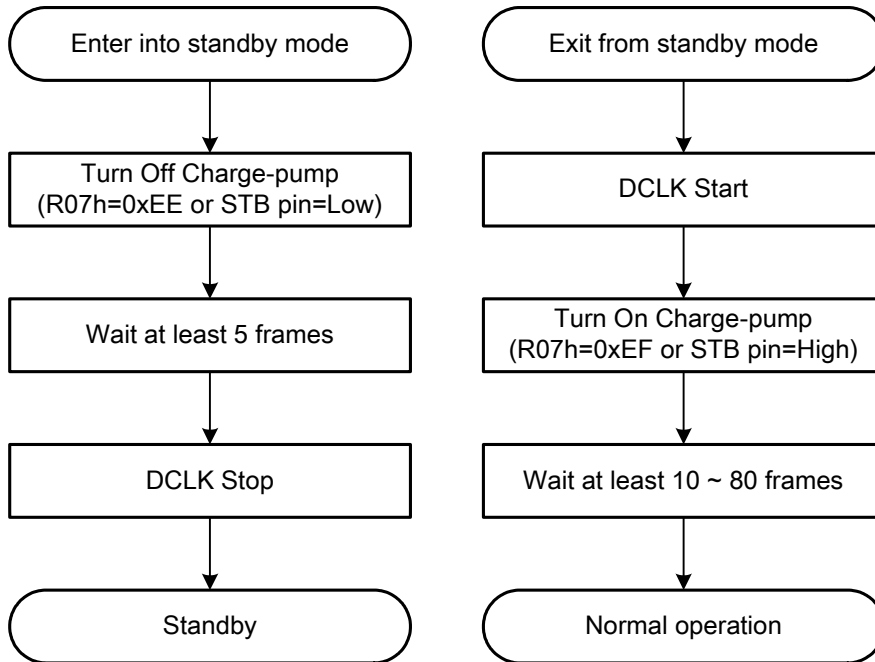 Enter into standby mode
Turn Off Charge-pump
(R07h=0xEE or STB pin=Low)
Wait at least 5 frames
DCLK Stop
Standby
Exit from standby mode
DCLK Start
Turn On Charge-pump
(R07h=0xEF or STB pin=High)
Wait at least 10 ~ 80 frames
Normal operation